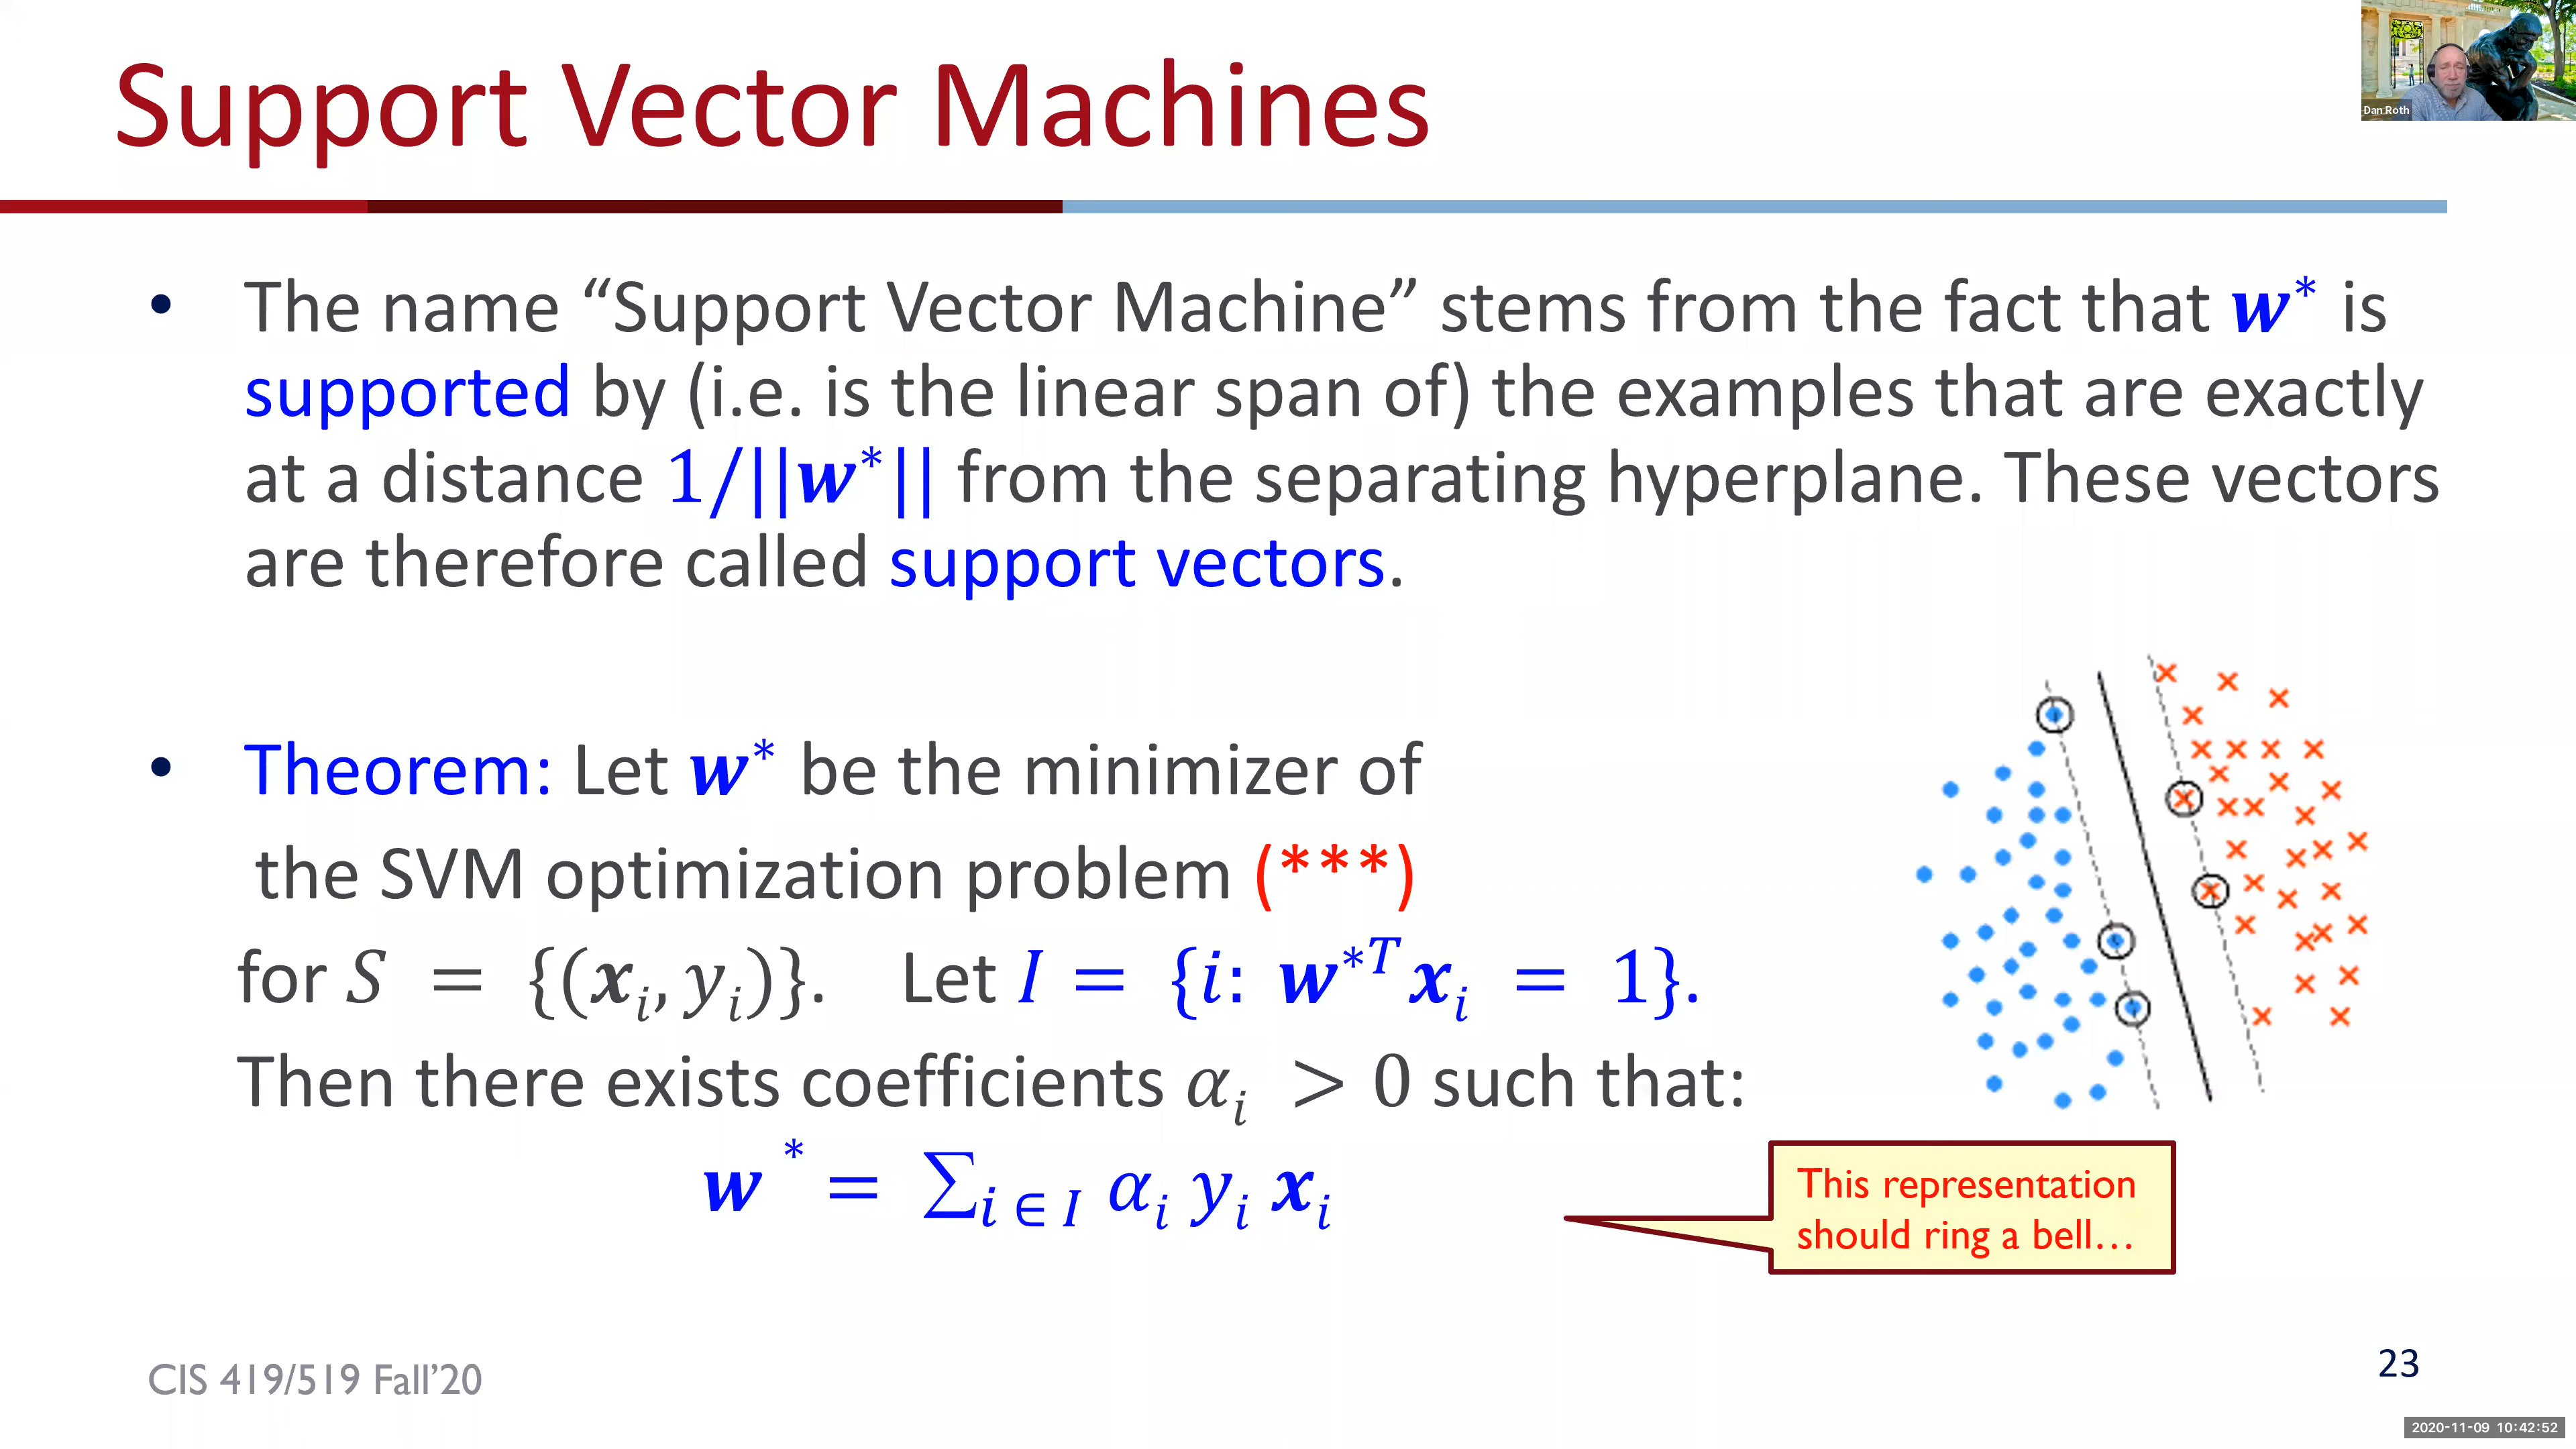 Support Vector Machines
Dan Roth
• The name “Support Vector Machine” stems from the fact that w* is
supported by (i.e. is the linear span of) the examples that are exactly
at a distance 1/||w*|| from the separating hyperplane. These vectors
are therefore called support vectors.
• Theorem: Let w* be the minimizer of
the SVM optimization problem (***)
for S = {(xᵢ, yᵢ)}. Let I = {i: w*ᵀxᵢ = 1}.
Then there exists coefficients αᵢ > 0 such that:
w* = ∑ᵢ ∈ I αᵢ yᵢ xᵢ
This representation
should ring a bell…
CIS 419/519 Fall’20
23
2020-11-09 10:42:52